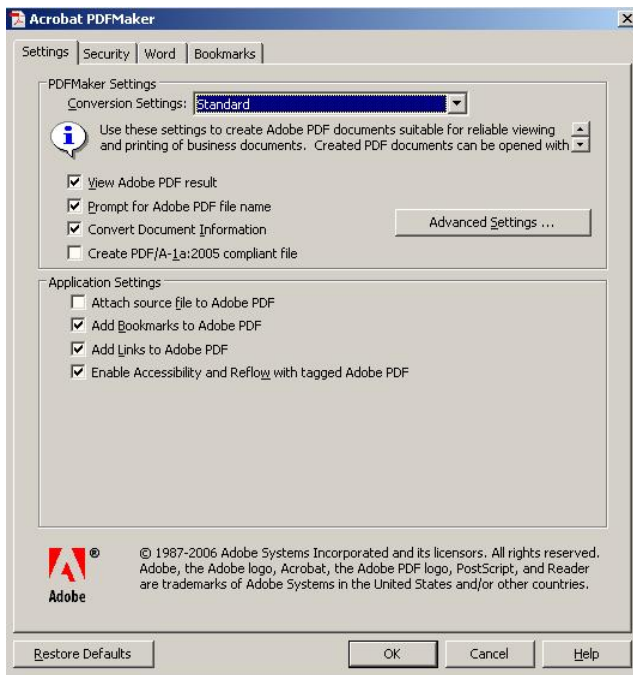 Acrobat PDFMaker
Settings Security Word Bookmarks
PDFMaker Settings
Conversion Settings: Standard
Use these settings to create Adobe PDF documents suitable for reliable viewing
and printing of business documents. Created PDF documents can be opened with
View Adobe PDF result
Prompt for Adobe PDF file name
Convert Document Information
Advanced Settings ...
Create PDF/A-1a:2005 compliant file
Application Settings
Attach source file to Adobe PDF
Add Bookmarks to Adobe PDF
Add Links to Adobe PDF
Enable Accessibility and Reflow with tagged Adobe PDF
® © 1987-2006 Adobe Systems Incorporated and its licensors. All rights reserved.
Adobe, the Adobe logo, Acrobat, the Adobe PDF logo, PostScript, and Reader
are trademarks of Adobe Systems in the United States and/or other countries.
Adobe
Restore Defaults OK Cancel Help